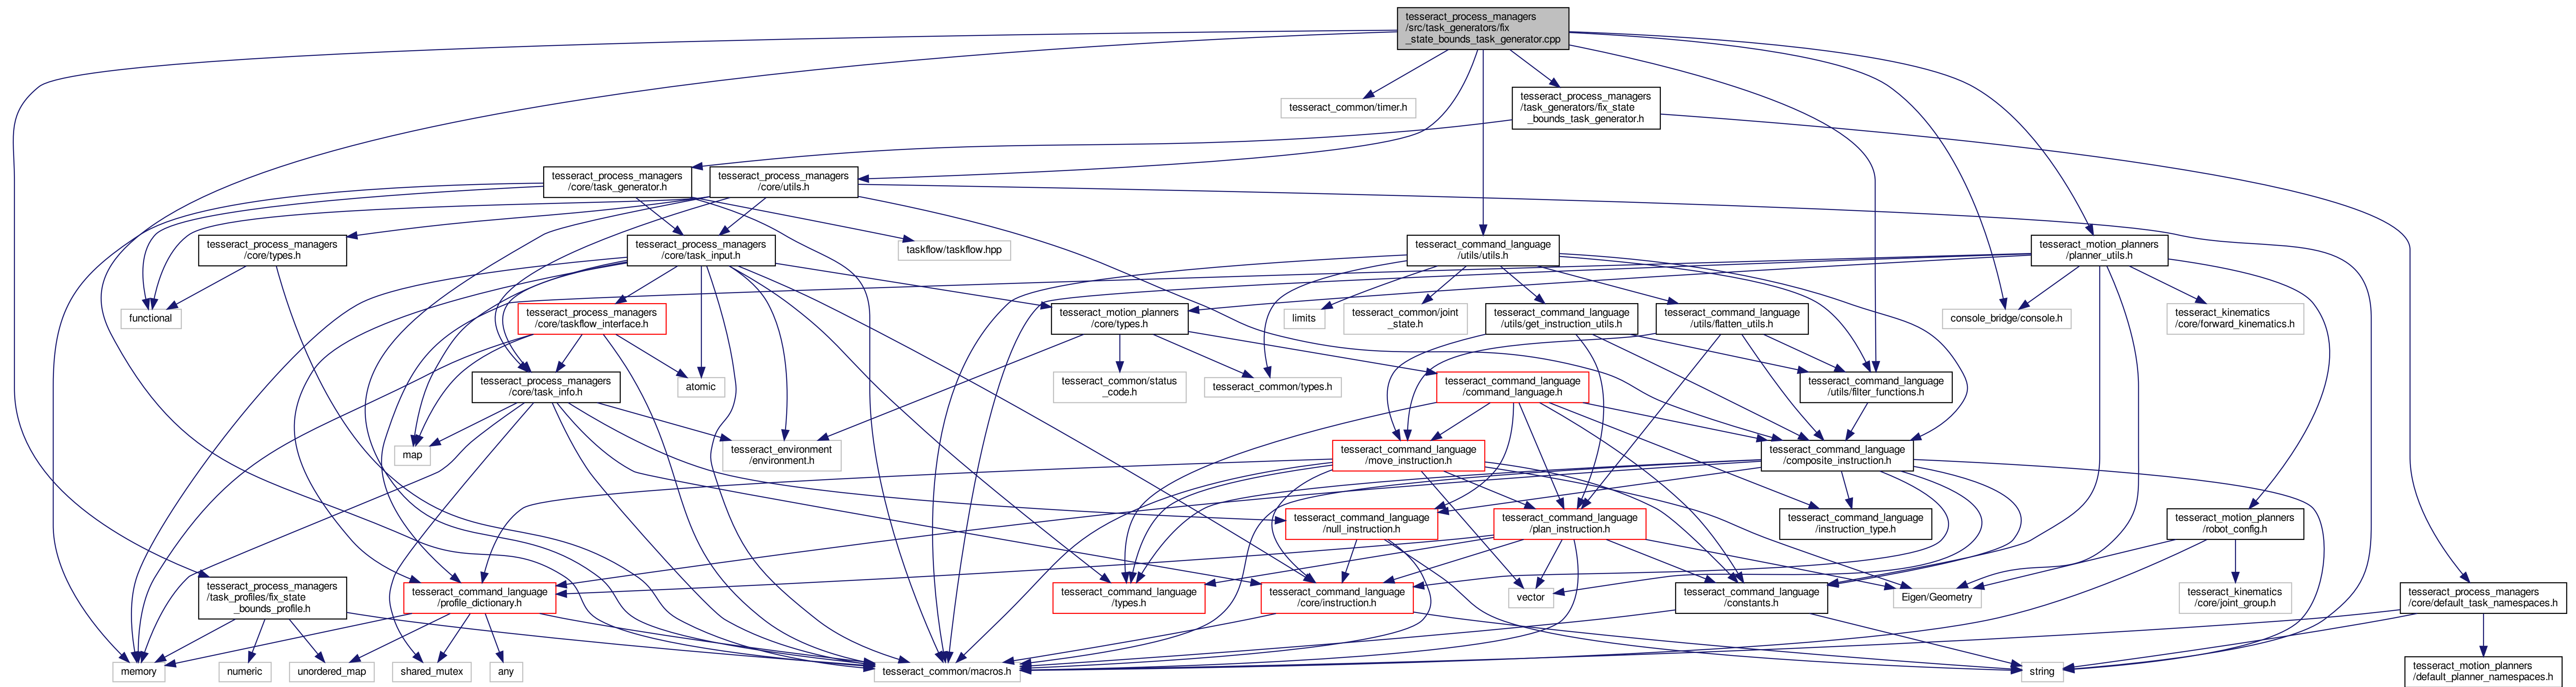 tesseract_process_managers
/src/task_generators/fix
_state_bounds_task_generator.cpp
tesseract_common/timer.h
tesseract_process_managers
/task_generators/fix_state
_bounds_task_generator.h
tesseract_process_managers
/core/task_generator.h
tesseract_process_managers
/core/utils.h
tesseract_process_managers
/core/types.h
tesseract_process_managers
/core/task_input.h
taskflow/taskflow.hpp
tesseract_command_language
/utils/utils.h
tesseract_motion_planners
/planner_utils.h
functional
tesseract_process_managers
/core/taskflow_interface.h
tesseract_motion_planners
/core/types.h
limits
tesseract_common/joint
_state.h
tesseract_command_language
/utils/get_instruction_utils.h
tesseract_command_language
/utils/flatten_utils.h
console_bridge/console.h
tesseract_kinematics
/core/forward_kinematics.h
tesseract_process_managers
/core/task_info.h
atomic
tesseract_common/status
_code.h
tesseract_common/types.h
tesseract_command_language
/command_language.h
tesseract_command_language
/utils/filter_functions.h
map
tesseract_environment
/environment.h
tesseract_command_language
/move_instruction.h
tesseract_command_language
/composite_instruction.h
tesseract_command_language
/null_instruction.h
tesseract_command_language
/plan_instruction.h
tesseract_command_language
/instruction_type.h
tesseract_motion_planners
/robot_config.h
tesseract_process_managers
/task_profiles/fix_state
_bounds_profile.h
tesseract_command_language
/profile_dictionary.h
tesseract_command_language
/types.h
tesseract_command_language
/core/instruction.h
vector
tesseract_command_language
/constants.h
Eigen/Geometry
tesseract_kinematics
/core/joint_group.h
tesseract_process_managers
/core/default_task_namespaces.h
memory
numeric
unordered_map
shared_mutex
any
tesseract_common/macros.h
string
tesseract_motion_planners
/default_planner_namespaces.h